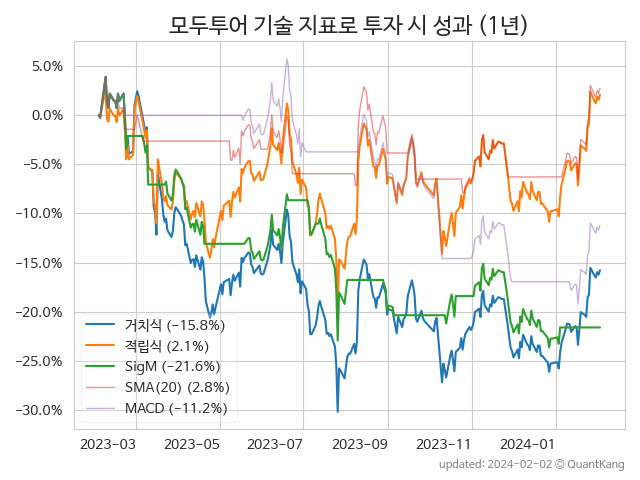 모두투어 기술 지표로 투자 시 성과 (1년)
5.0%
0.0%
−5.0%
−10.0%
−15.0%
−20.0%
−25.0%
−30.0%
거치식 (−15.8%)
적립식 (2.1%)
SigM (−21.6%)
SMA(20) (2.8%)
MACD (−11.2%)
2023−03 2023−05 2023−07 2023−09 2023−11 2024−01
updated: 2024−02−02 © QuantKang